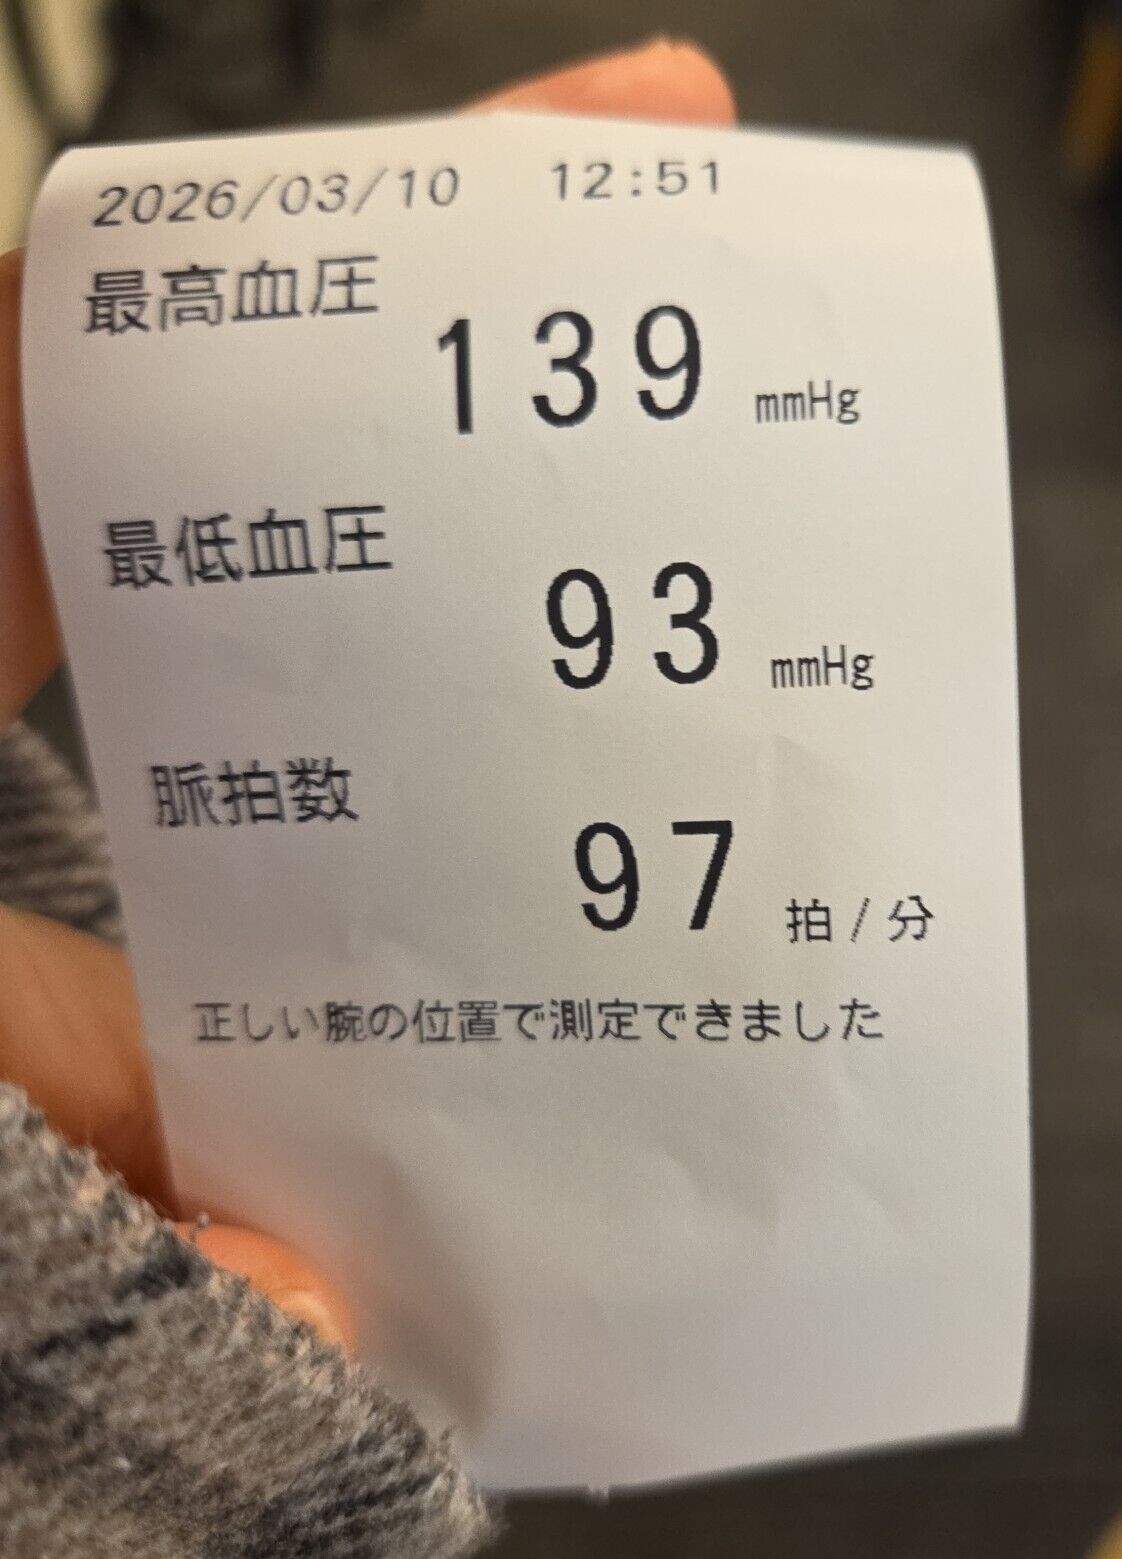 2026/03/10 12:51
最高血圧
139 mmHg
最低血圧
93 mmHg
脈拍数
97 拍/分
正しい腕の位置で測定できました